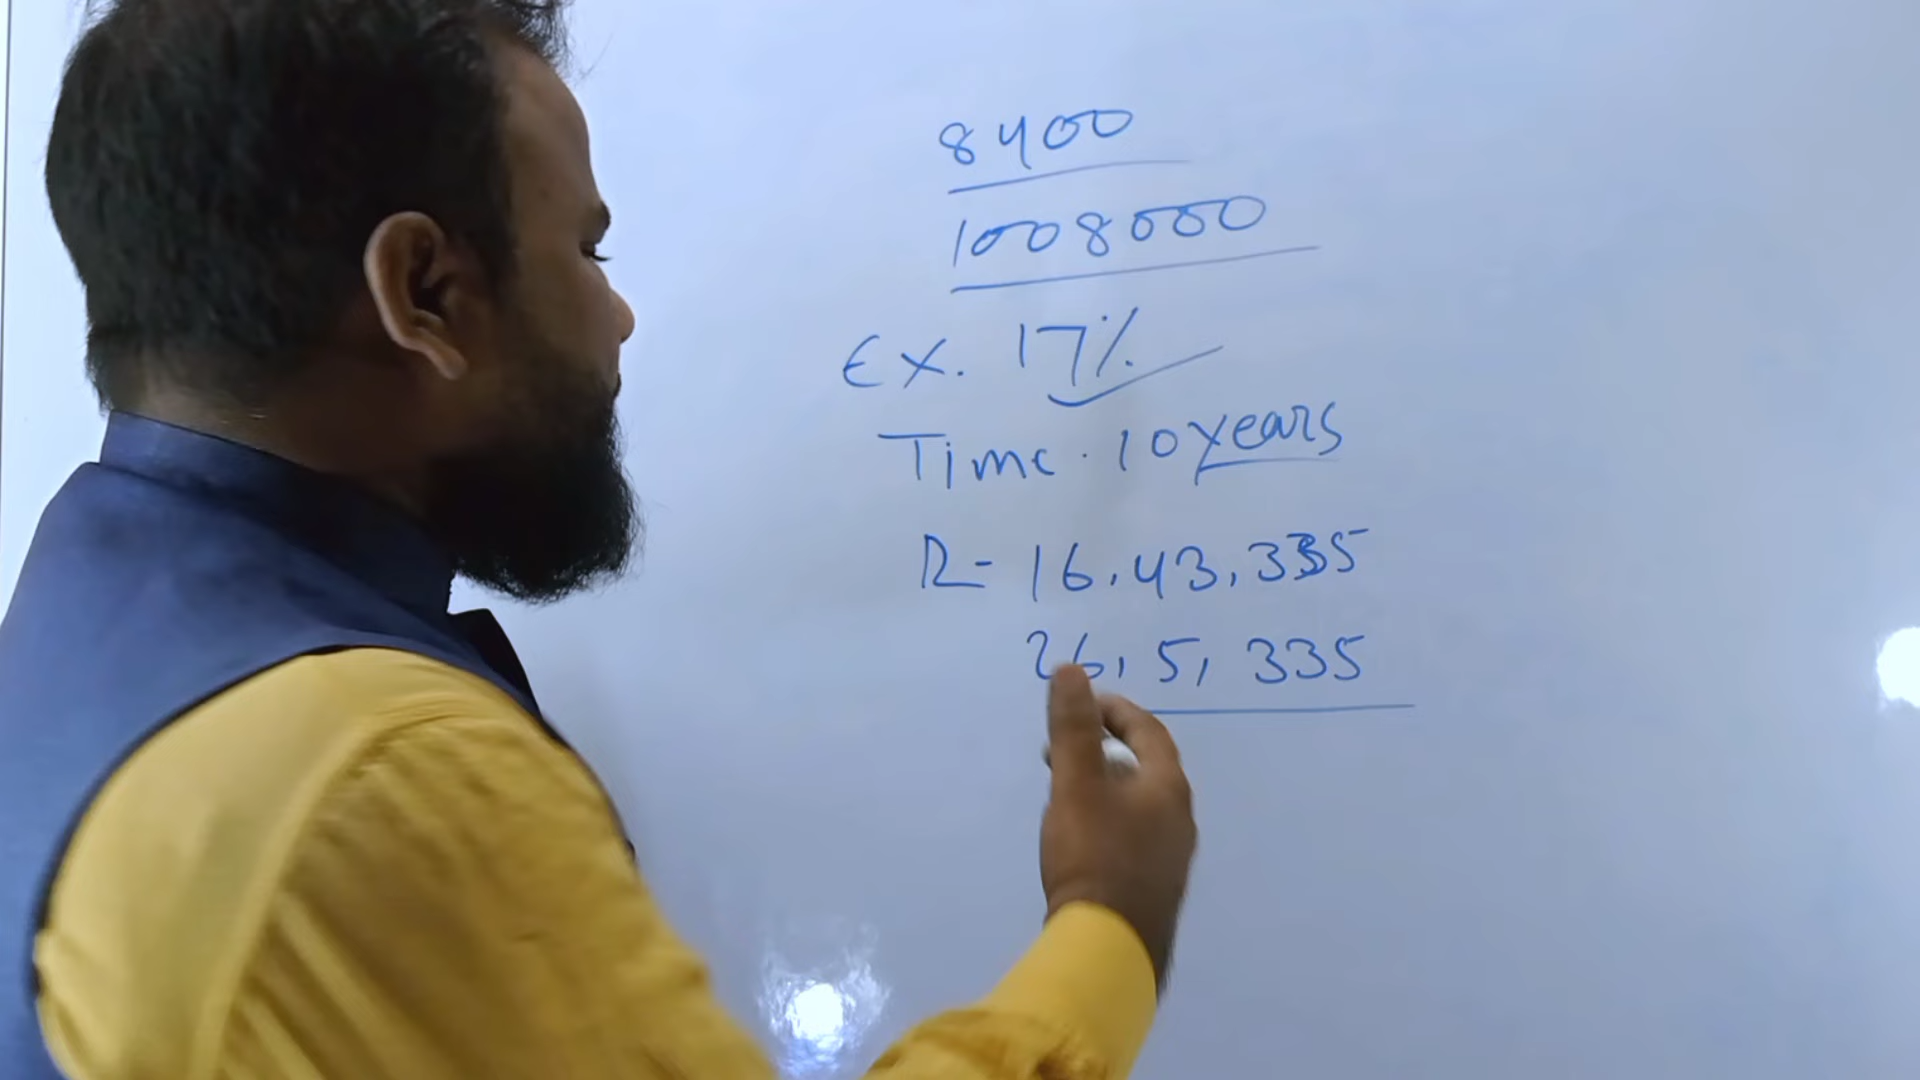 8400
1008000
Ex. 17%
Time. 10 years
R- 16,43,335
26,5,335